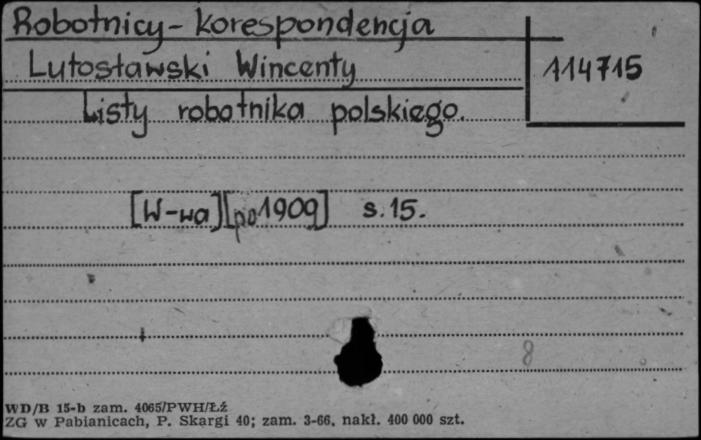 Robotnicy - korespondencja
Lutosławski Wincenty 114715
Listy robotnika polskiego.
[W-wa][po 1909] s. 15.
8
WD/B 15-b zam. 4065/PWH/Łź
ZG w Pabianicach, P. Skargi 40; zam. 3-66. nakł. 400 000 szt.